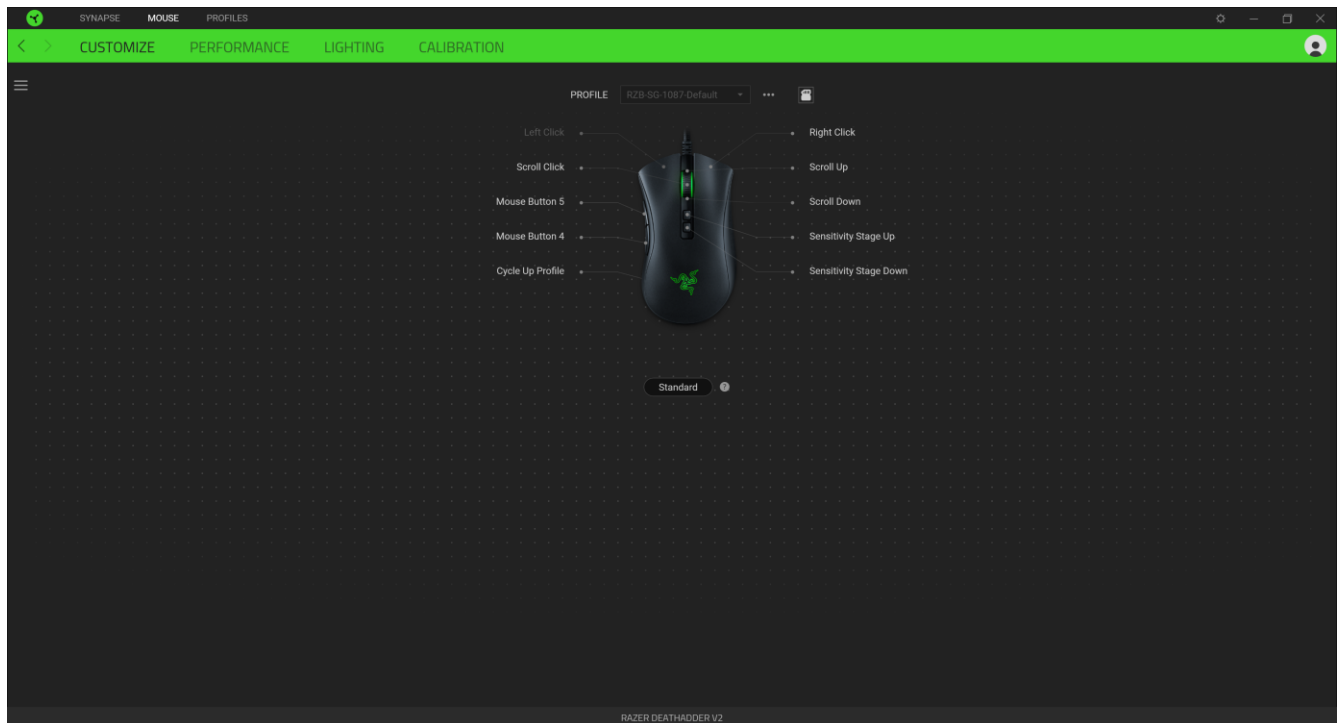 SYNAPSE MOUSE PROFILES
CUSTOMIZE PERFORMANCE LIGHTING CALIBRATION
PROFILE RZB-SG-1087-Default
Left Click Right Click
Scroll Click Scroll Up
Mouse Button 5 Scroll Down
Mouse Button 4 Sensitivity Stage Up
Cycle Up Profile Sensitivity Stage Down
Standard ?
RAZER DEATHADDER V2